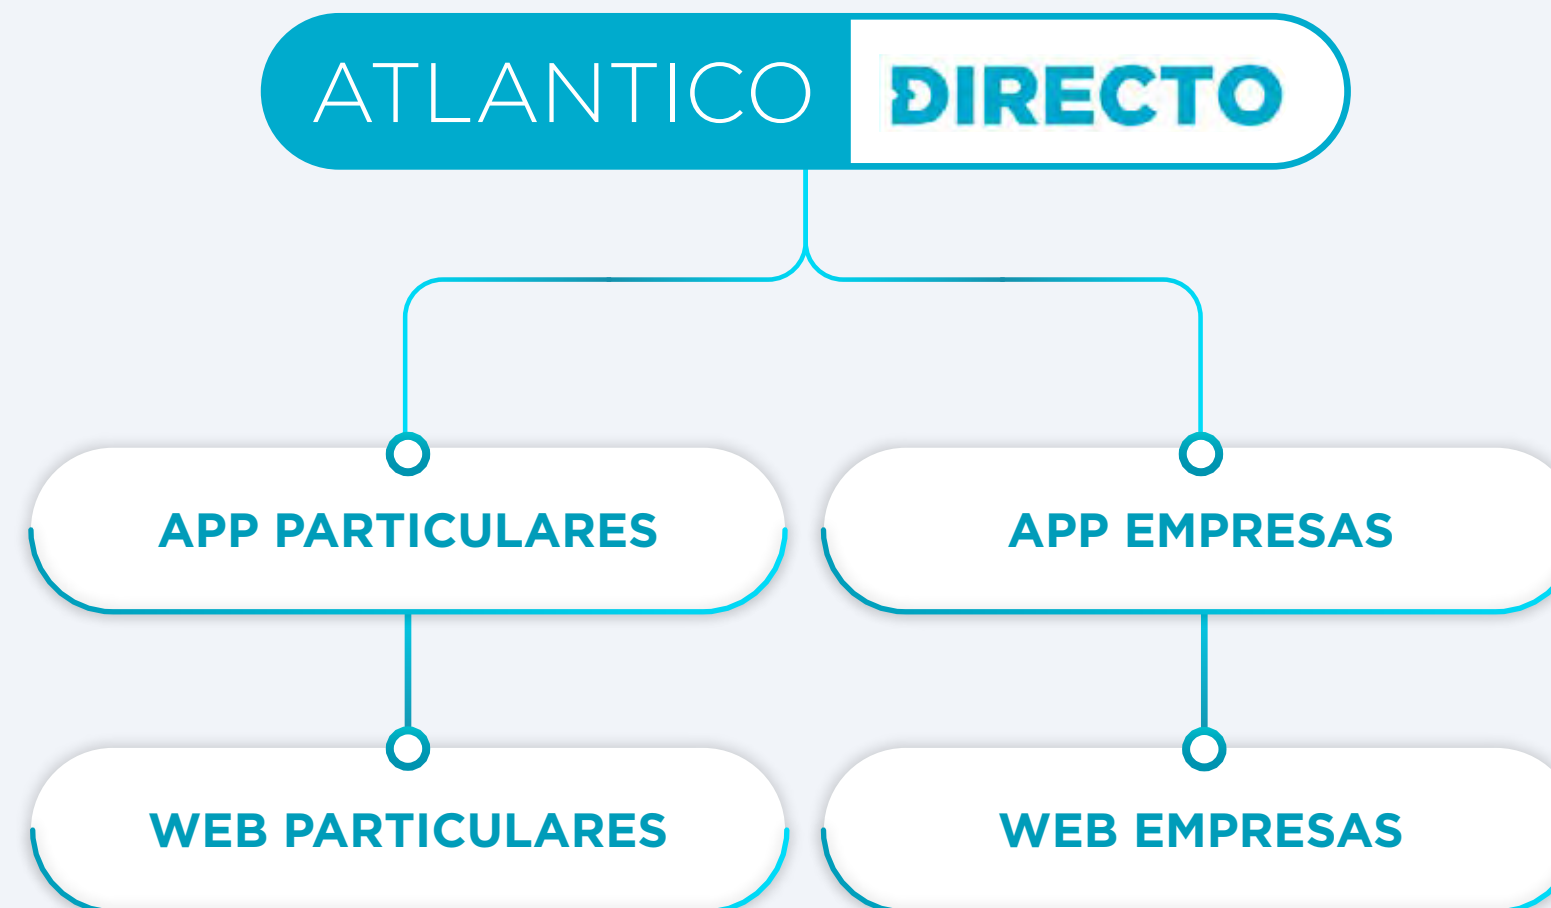 ATLANTICO DIRECTO
APP PARTICULARES
APP EMPRESAS
WEB PARTICULARES
WEB EMPRESAS